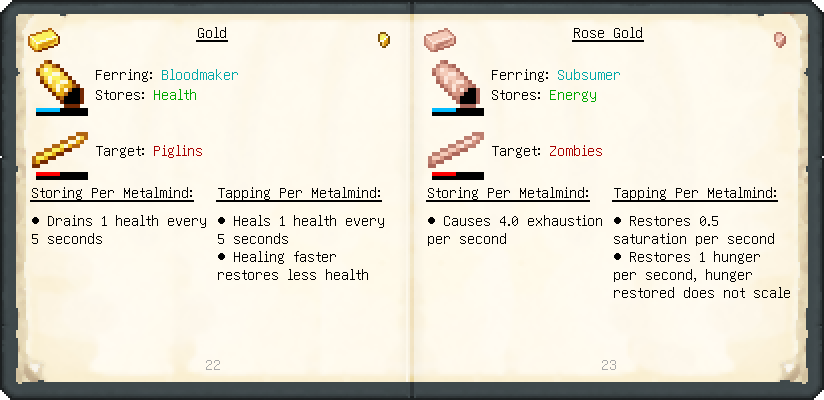 Gold
Ferring: Bloodmaker
Stores: Health
Target: Piglins
Storing Per Metalmind:
● Drains 1 health every
5 seconds
Tapping Per Metalmind:
● Heals 1 health every
5 seconds
● Healing faster
restores less health
22
Rose Gold
Ferring: Subsumer
Stores: Energy
Target: Zombies
Storing Per Metalmind:
● Causes 4.0 exhaustion
per second
Tapping Per Metalmind:
● Restores 0.5
saturation per second
● Restores 1 hunger
per second, hunger
restored does not scale
23